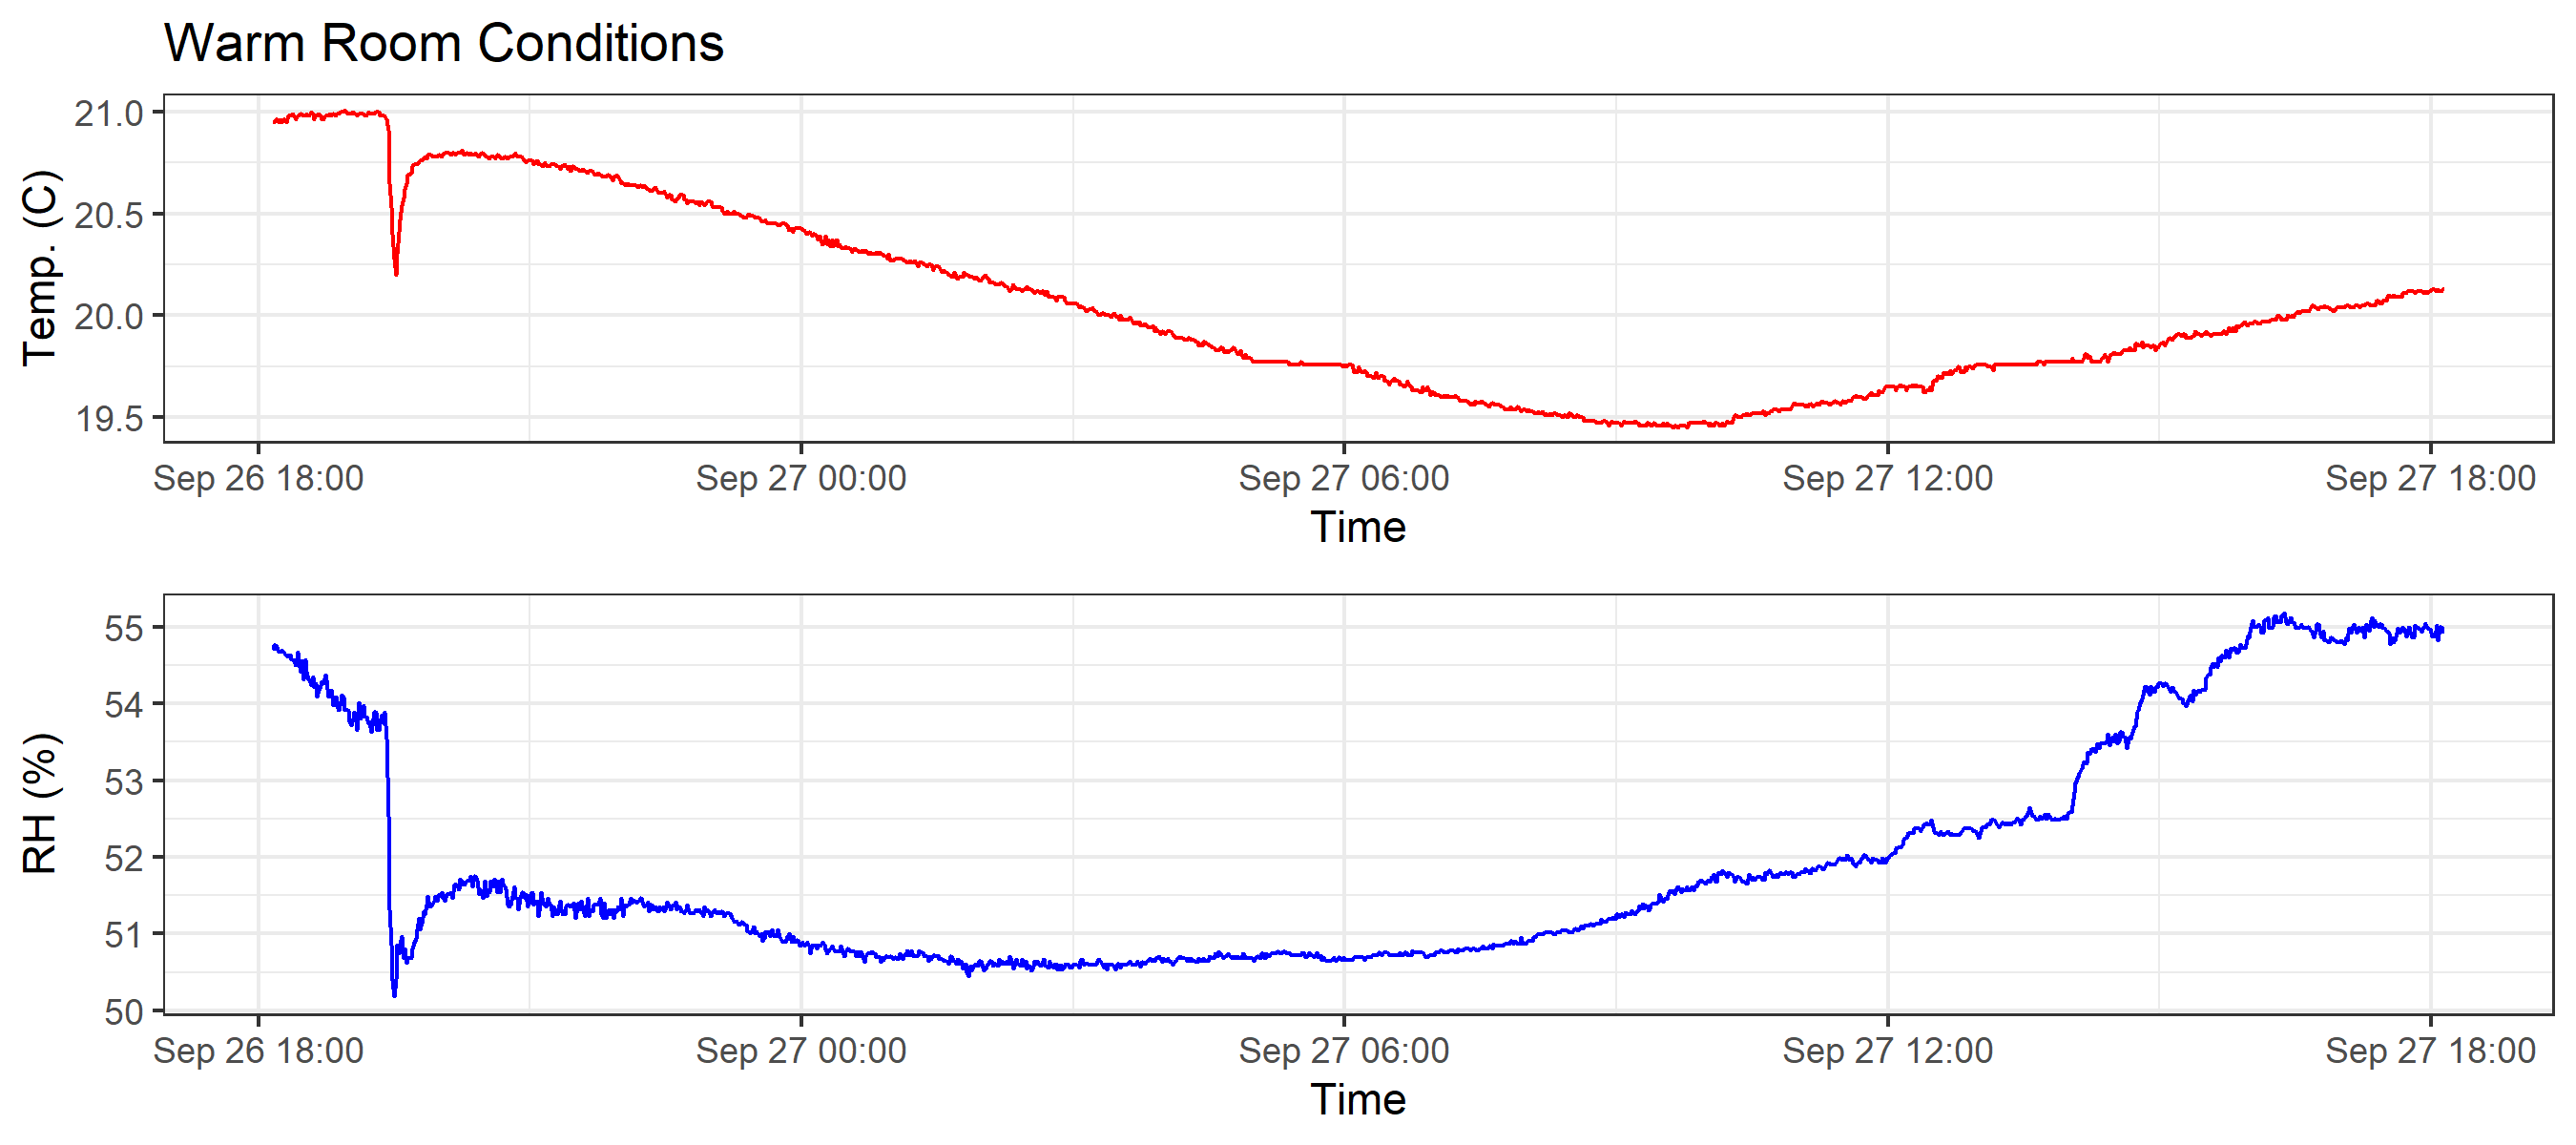 Warm Room Conditions
Temp. (C)
21.0
20.5
20.0
19.5
Sep 26 18:00 Sep 27 00:00 Sep 27 06:00 Sep 27 12:00 Sep 27 18:00
Time
RH (%)
55
54
53
52
51
50
Sep 26 18:00 Sep 27 00:00 Sep 27 06:00 Sep 27 12:00 Sep 27 18:00
Time